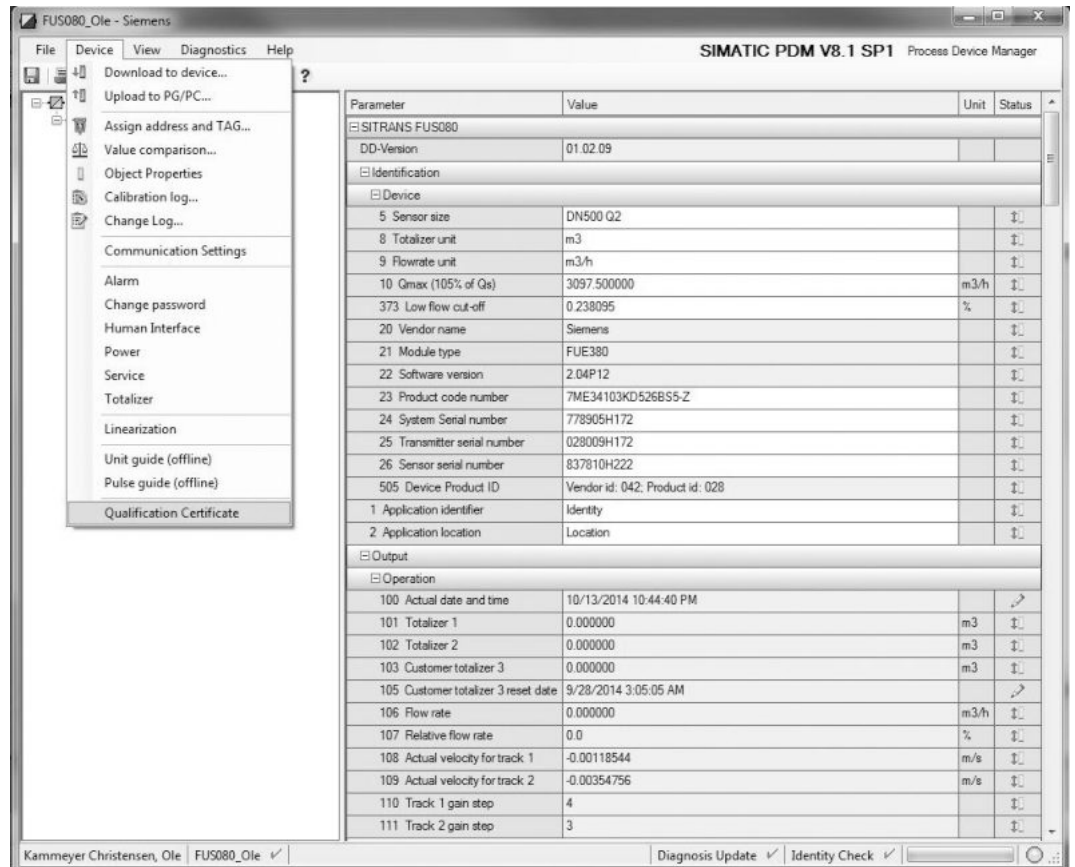 FUS080_Ole - Siemens
File Device View Diagnostics Help
SIMATIC PDM V8.1 SP1 Process Device Manager
Download to device...
Upload to PG/PC...
Assign address and TAG...
Value comparison...
Object Properties
Calibration log...
Change Log...
Communication Settings
Alarm
Change password
Human Interface
Power
Service
Totalizer
Linearization
Unit guide (offline)
Pulse guide (offline)
Qualification Certificate
Parameter Value Unit Status
SITRANS FUS080
DD-Version 01.02.09
Identification
Device
5 Sensor size DN500 Q2
8 Totalizer unit m3
9 Flowrate unit m3/h
10 Qmax (105% of Qs) 3097.500000 m3/h
373 Low flow cut-off 0.238095 %
20 Vendor name Siemens
21 Module type FUE380
22 Software version 2.04P12
23 Product code number 7ME34103KD526BS5-Z
24 System Serial number 778905H172
25 Transmitter serial number 028009H172
26 Sensor serial number 837810H222
505 Device Product ID Vendor id: 042; Product id: 028
1 Application identifier Identity
2 Application location Location
Output
Operation
100 Actual date and time 10/13/2014 10:44:40 PM
101 Totalizer 1 0.000000 m3
102 Totalizer 2 0.000000 m3
103 Customer totalizer 3 0.000000 m3
105 Customer totalizer 3 reset date 9/28/2014 3:05:05 AM
106 Flow rate 0.000000 m3/h
107 Relative flow rate 0.0 %
108 Actual velocity for track 1 -0.00118544 m/s
109 Actual velocity for track 2 -0.00354756 m/s
110 Track 1 gain step 4
111 Track 2 gain step 3
Kammeyer Christensen, Ole FUS080_Ole Diagnosis Update Identity Check